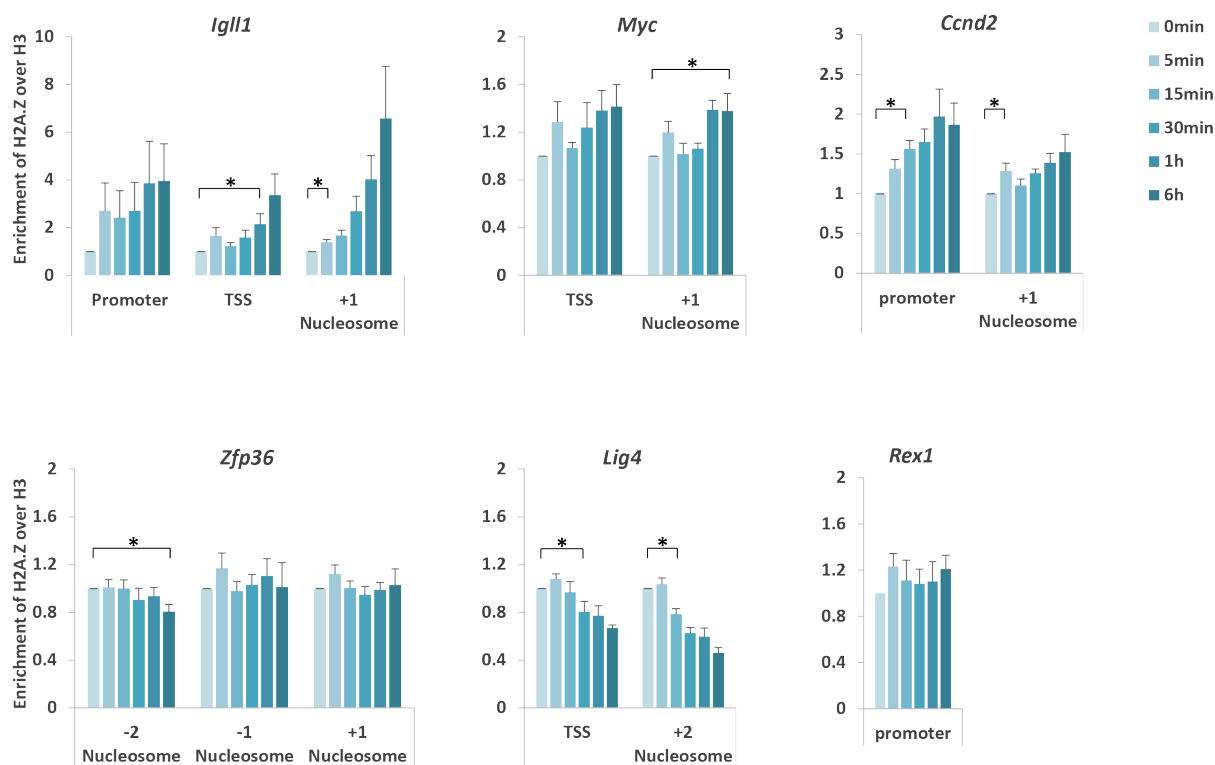 Igll1
Enrichment of H2A.Z over H3
10
8
6
4
2
0
*
*
Promoter
TSS
+1
Nucleosome
Myc
2
1.6
1.2
0.8
0.4
0
*
TSS
+1
Nucleosome
Ccnd2
3
2.5
2
1.5
1
0.5
0
*
*
promoter
+1
Nucleosome
0min
5min
15min
30min
1h
6h
Zfp36
Enrichment of H2A.Z over H3
2
1.6
1.2
0.8
0.4
0
*
-2
Nucleosome
-1
Nucleosome
+1
Nucleosome
Lig4
2
1.6
1.2
0.8
0.4
0
*
*
TSS
+2
Nucleosome
Rex1
2
1.6
1.2
0.8
0.4
0
promoter